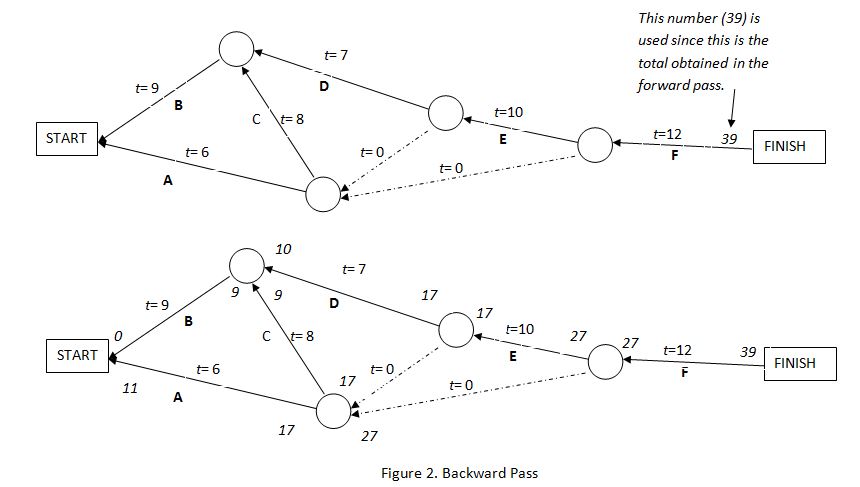 This number (39) is
used since this is the
total obtained in the
forward pass.
t= 7
t= 9
D
B
C t= 8
t=10
E
t=12
39
F
START
FINISH
t= 6
A
t= 0
t= 0
10
t= 7
9
9
D
17
17
t= 9
B
0
C t= 8
t=10
E
27
27
t=12
39
F
START
FINISH
t= 6
A
11
17
t= 0
t= 0
17
27
Figure 2. Backward Pass